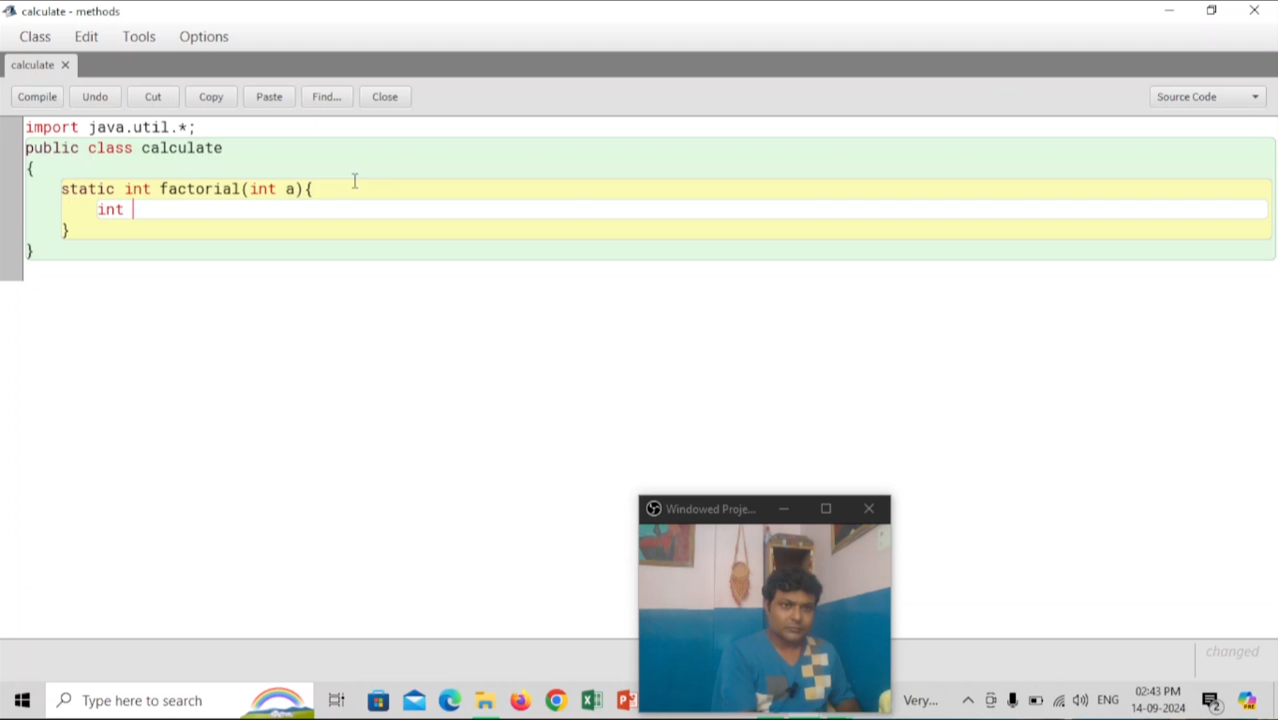 calculate - methods
Class Edit Tools Options
calculate
Compile Undo Cut Copy Paste Find... Close Source Code
import java.util.*;
public class calculate
{
static int factorial(int a){
int
}
}
Windowed Proje...
changed
Type here to search
Very...
ENG
02:43 PM
14-09-2024
2
PRE